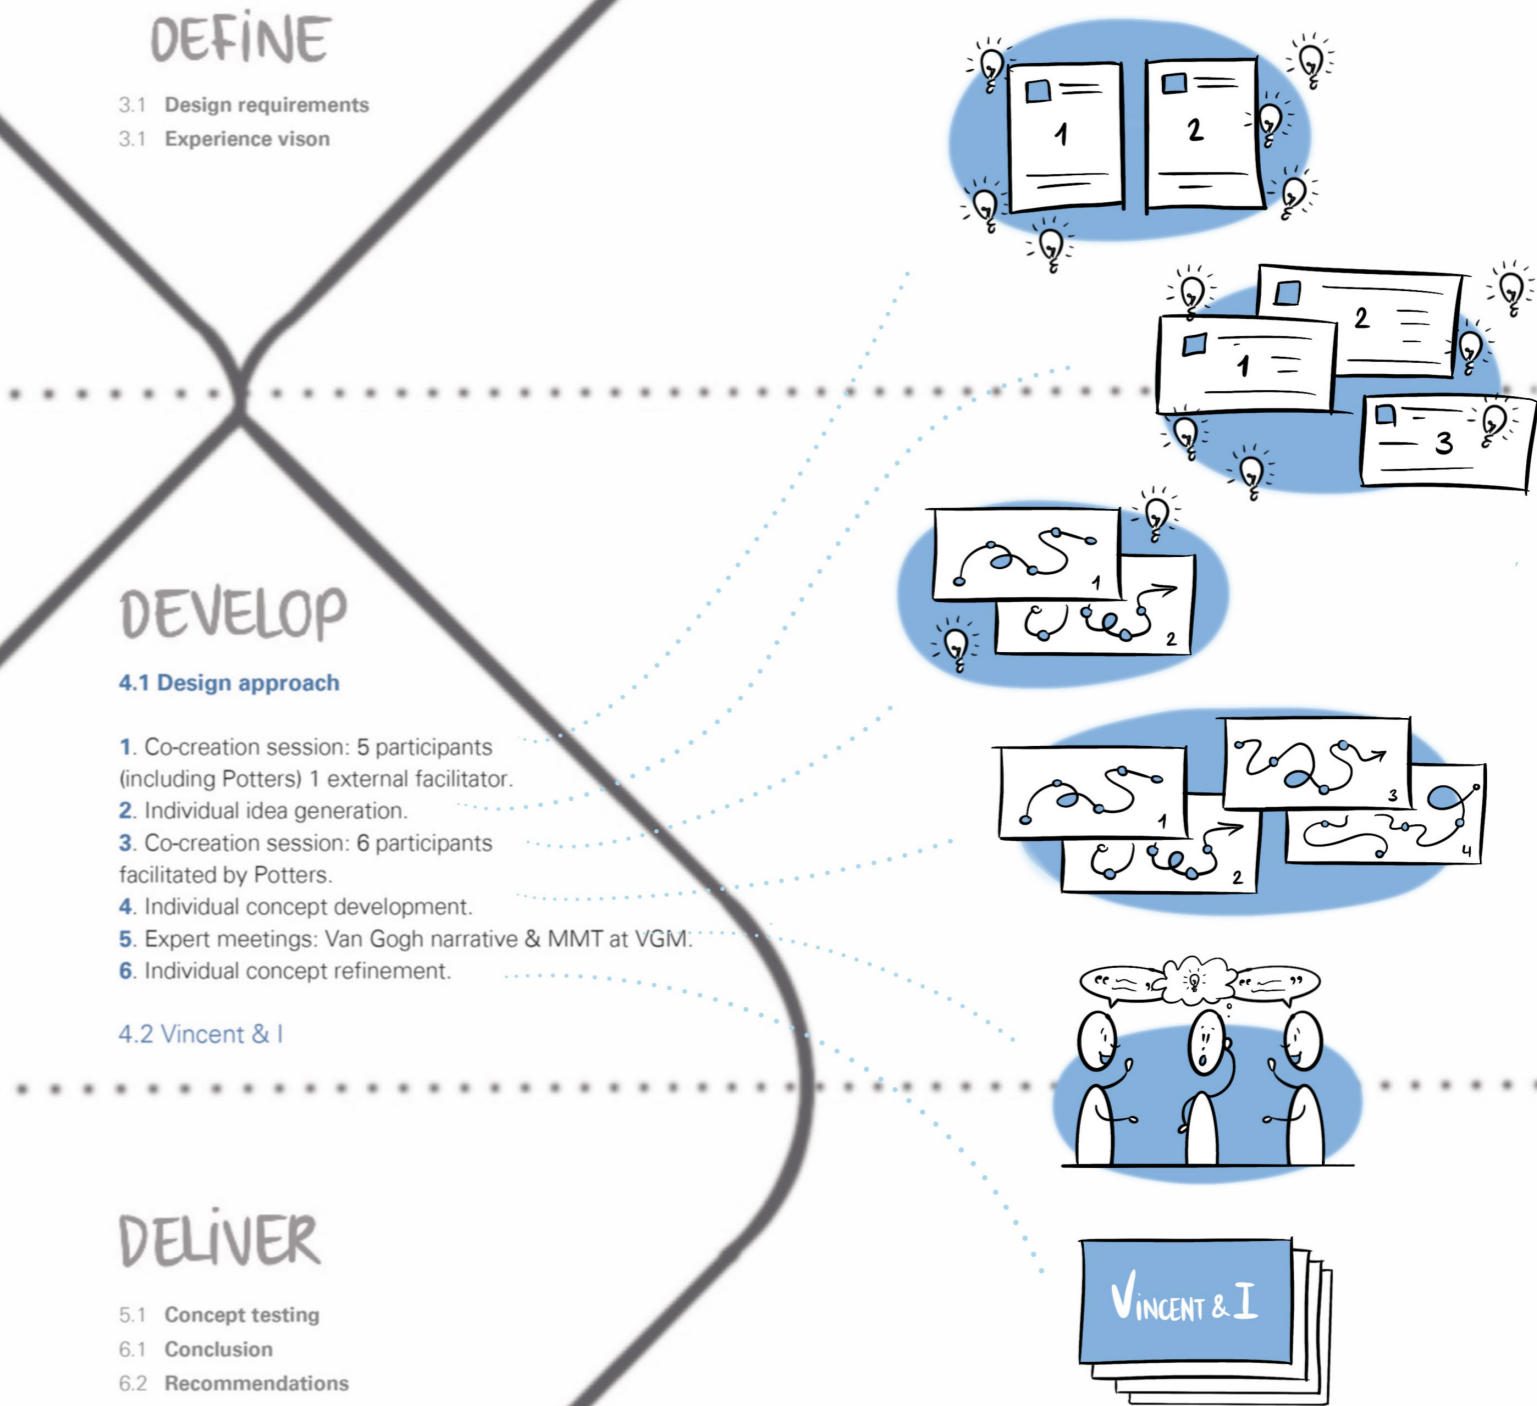 DEFiNE
3.1 Design requirements
3.1 Experience vison
DEVELOP
4.1 Design approach
1. Co-creation session: 5 participants
(including Potters) 1 external facilitator.
2. Individual idea generation.
3. Co-creation session: 6 participants
facilitated by Potters.
4. Individual concept development.
5. Expert meetings: Van Gogh narrative & MMT at VGM.
6. Individual concept refinement.
4.2 Vincent & I
DELiVER
5.1 Concept testing
6.1 Conclusion
6.2 Recommendations
1
2
1
2
3
1
2
1
2
3
4
ViNCENT & I